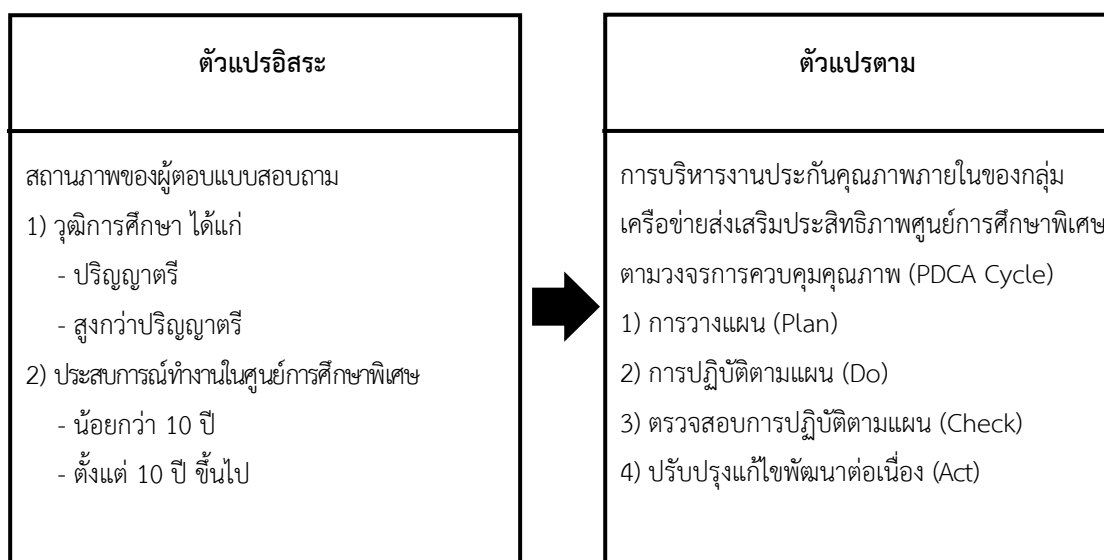 ตัวแปรอิสระ
สถานภาพของผู้ตอบแบบสอบถาม
1) วุฒิการศึกษา ได้แก่
- ปริญญาตรี
- สูงกว่าปริญญาตรี
2) ประสบการณ์ทำงานในศูนย์การศึกษาพิเศษ
- น้อยกว่า 10 ปี
- ตั้งแต่ 10 ปี ขึ้นไป
ตัวแปรตาม
การบริหารงานประกันคุณภาพภายในของกลุ่ม
เครือข่ายส่งเสริมประสิทธิภาพศูนย์การศึกษาพิเศษ
ตามวงจรการควบคุมคุณภาพ (PDCA Cycle)
1) การวางแผน (Plan)
2) การปฏิบัติตามแผน (Do)
3) ตรวจสอบการปฏิบัติตามแผน (Check)
4) ปรับปรุงแก้ไขพัฒนาต่อเนื่อง (Act)